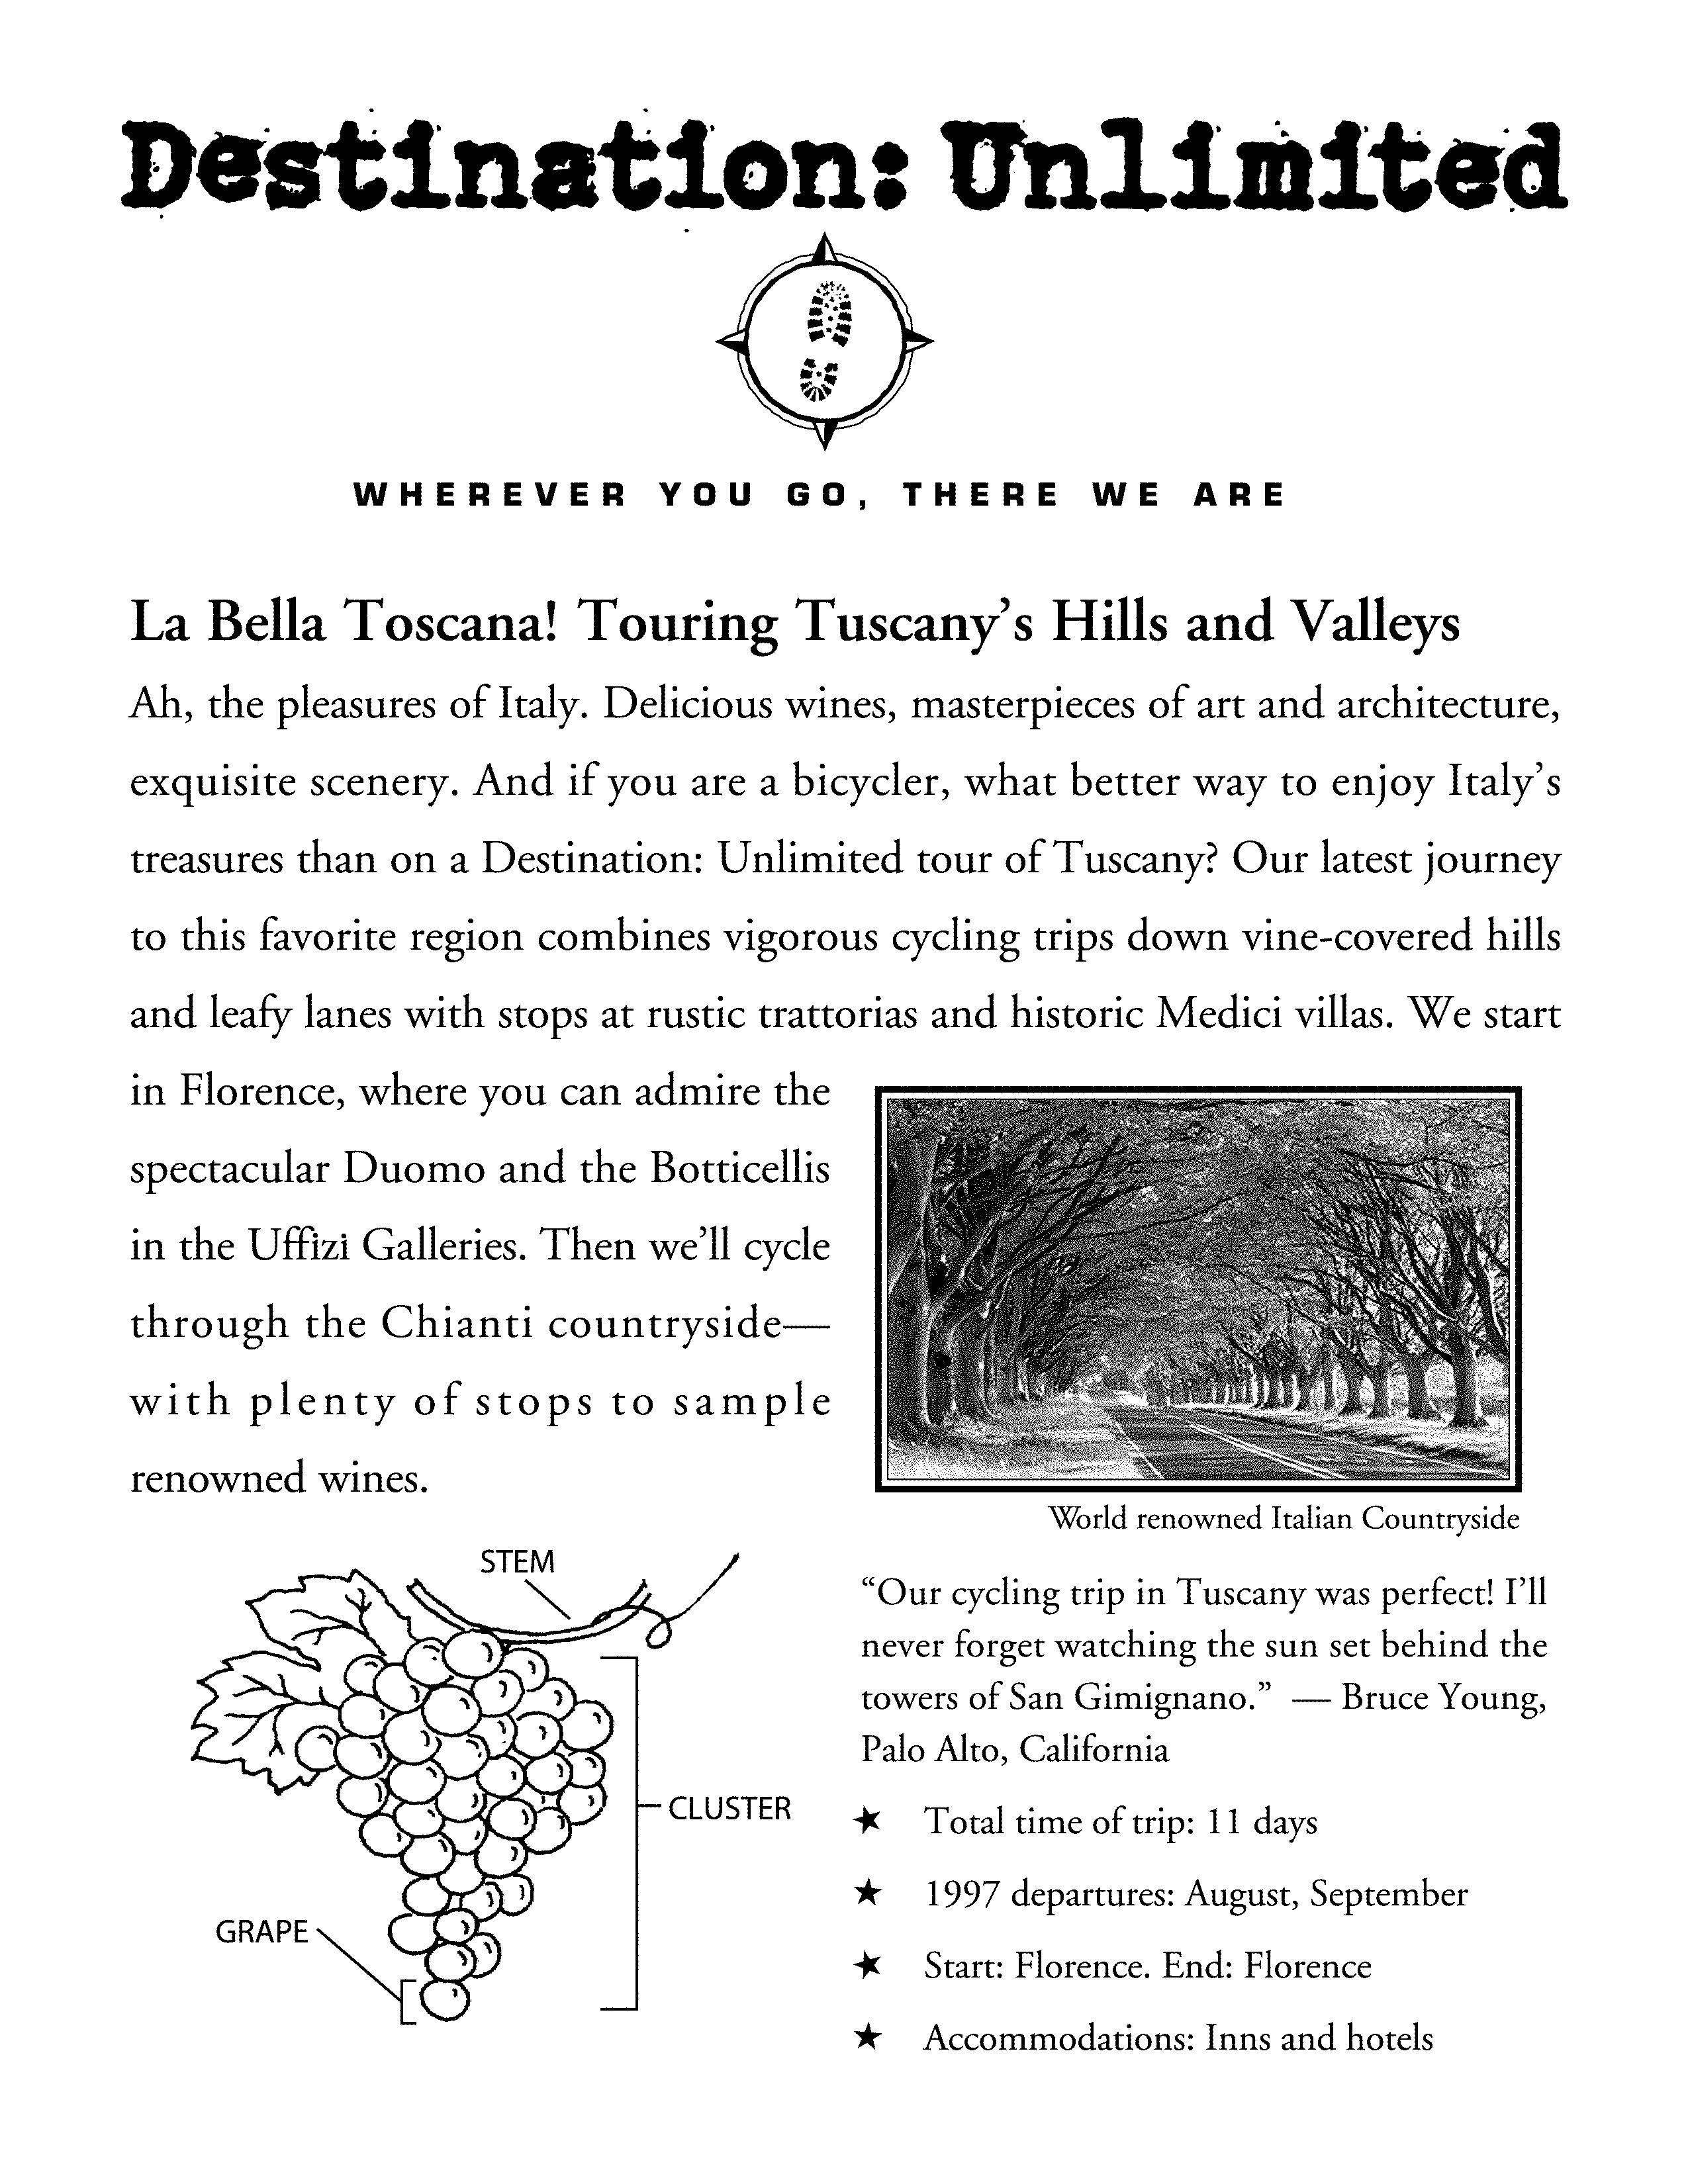 Destination: Unlimited
WHEREVER YOU GO, THERE WE ARE
La Bella Toscana! Touring Tuscany’s Hills and Valleys
Ah, the pleasures of Italy. Delicious wines, masterpieces of art and architecture,
exquisite scenery. And if you are a bicycler, what better way to enjoy Italy’s
treasures than on a Destination: Unlimited tour of Tuscany? Our latest journey
to this favorite region combines vigorous cycling trips down vine-covered hills
and leafy lanes with stops at rustic trattorias and historic Medici villas. We start
in Florence, where you can admire the
spectacular Duomo and the Botticellis
in the Uffizi Galleries. Then we’ll cycle
through the Chianti countryside—
with plenty of stops to sample
renowned wines.
World renowned Italian Countryside
STEM
CLUSTER
GRAPE
“Our cycling trip in Tuscany was perfect! I’ll
never forget watching the sun set behind the
towers of San Gimignano.” — Bruce Young,
Palo Alto, California
★ Total time of trip: 11 days
★ 1997 departures: August, September
★ Start: Florence. End: Florence
★ Accommodations: Inns and hotels